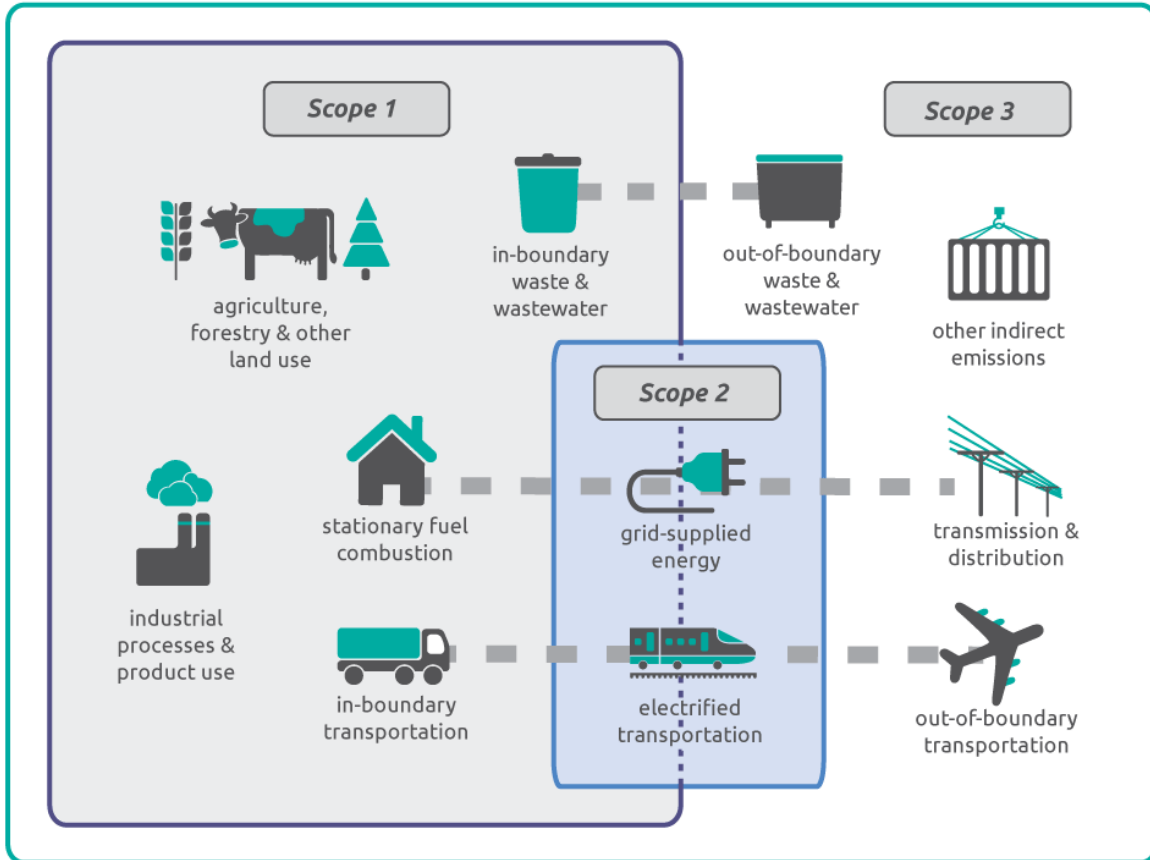 Scope 1
Scope 3
in-boundary
waste &
wastewater
out-of-boundary
waste &
wastewater
agriculture,
forestry & other
land use
other indirect
emissions
Scope 2
stationary fuel
combustion
grid-supplied
energy
transmission &
distribution
industrial
processes &
product use
in-boundary
transportation
electrified
transportation
out-of-boundary
transportation